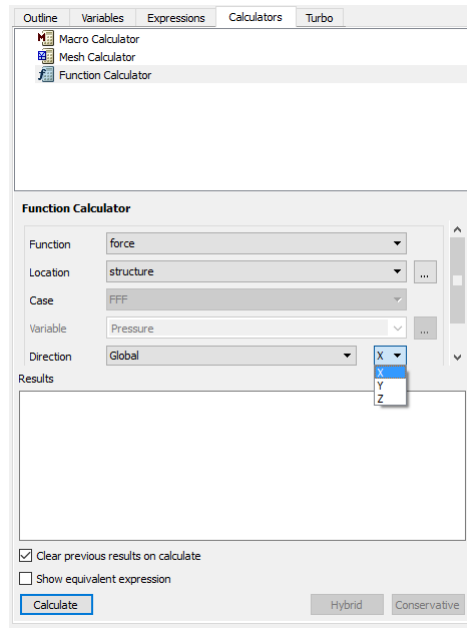 Outline Variables Expressions Calculators Turbo
Macro Calculator
Mesh Calculator
Function Calculator
Function Calculator
Function force
Location structure ...
Case FFF
Variable Pressure ...
Direction Global X
X
Y
Z
Results
Clear previous results on calculate
Show equivalent expression
Calculate Hybrid Conservative